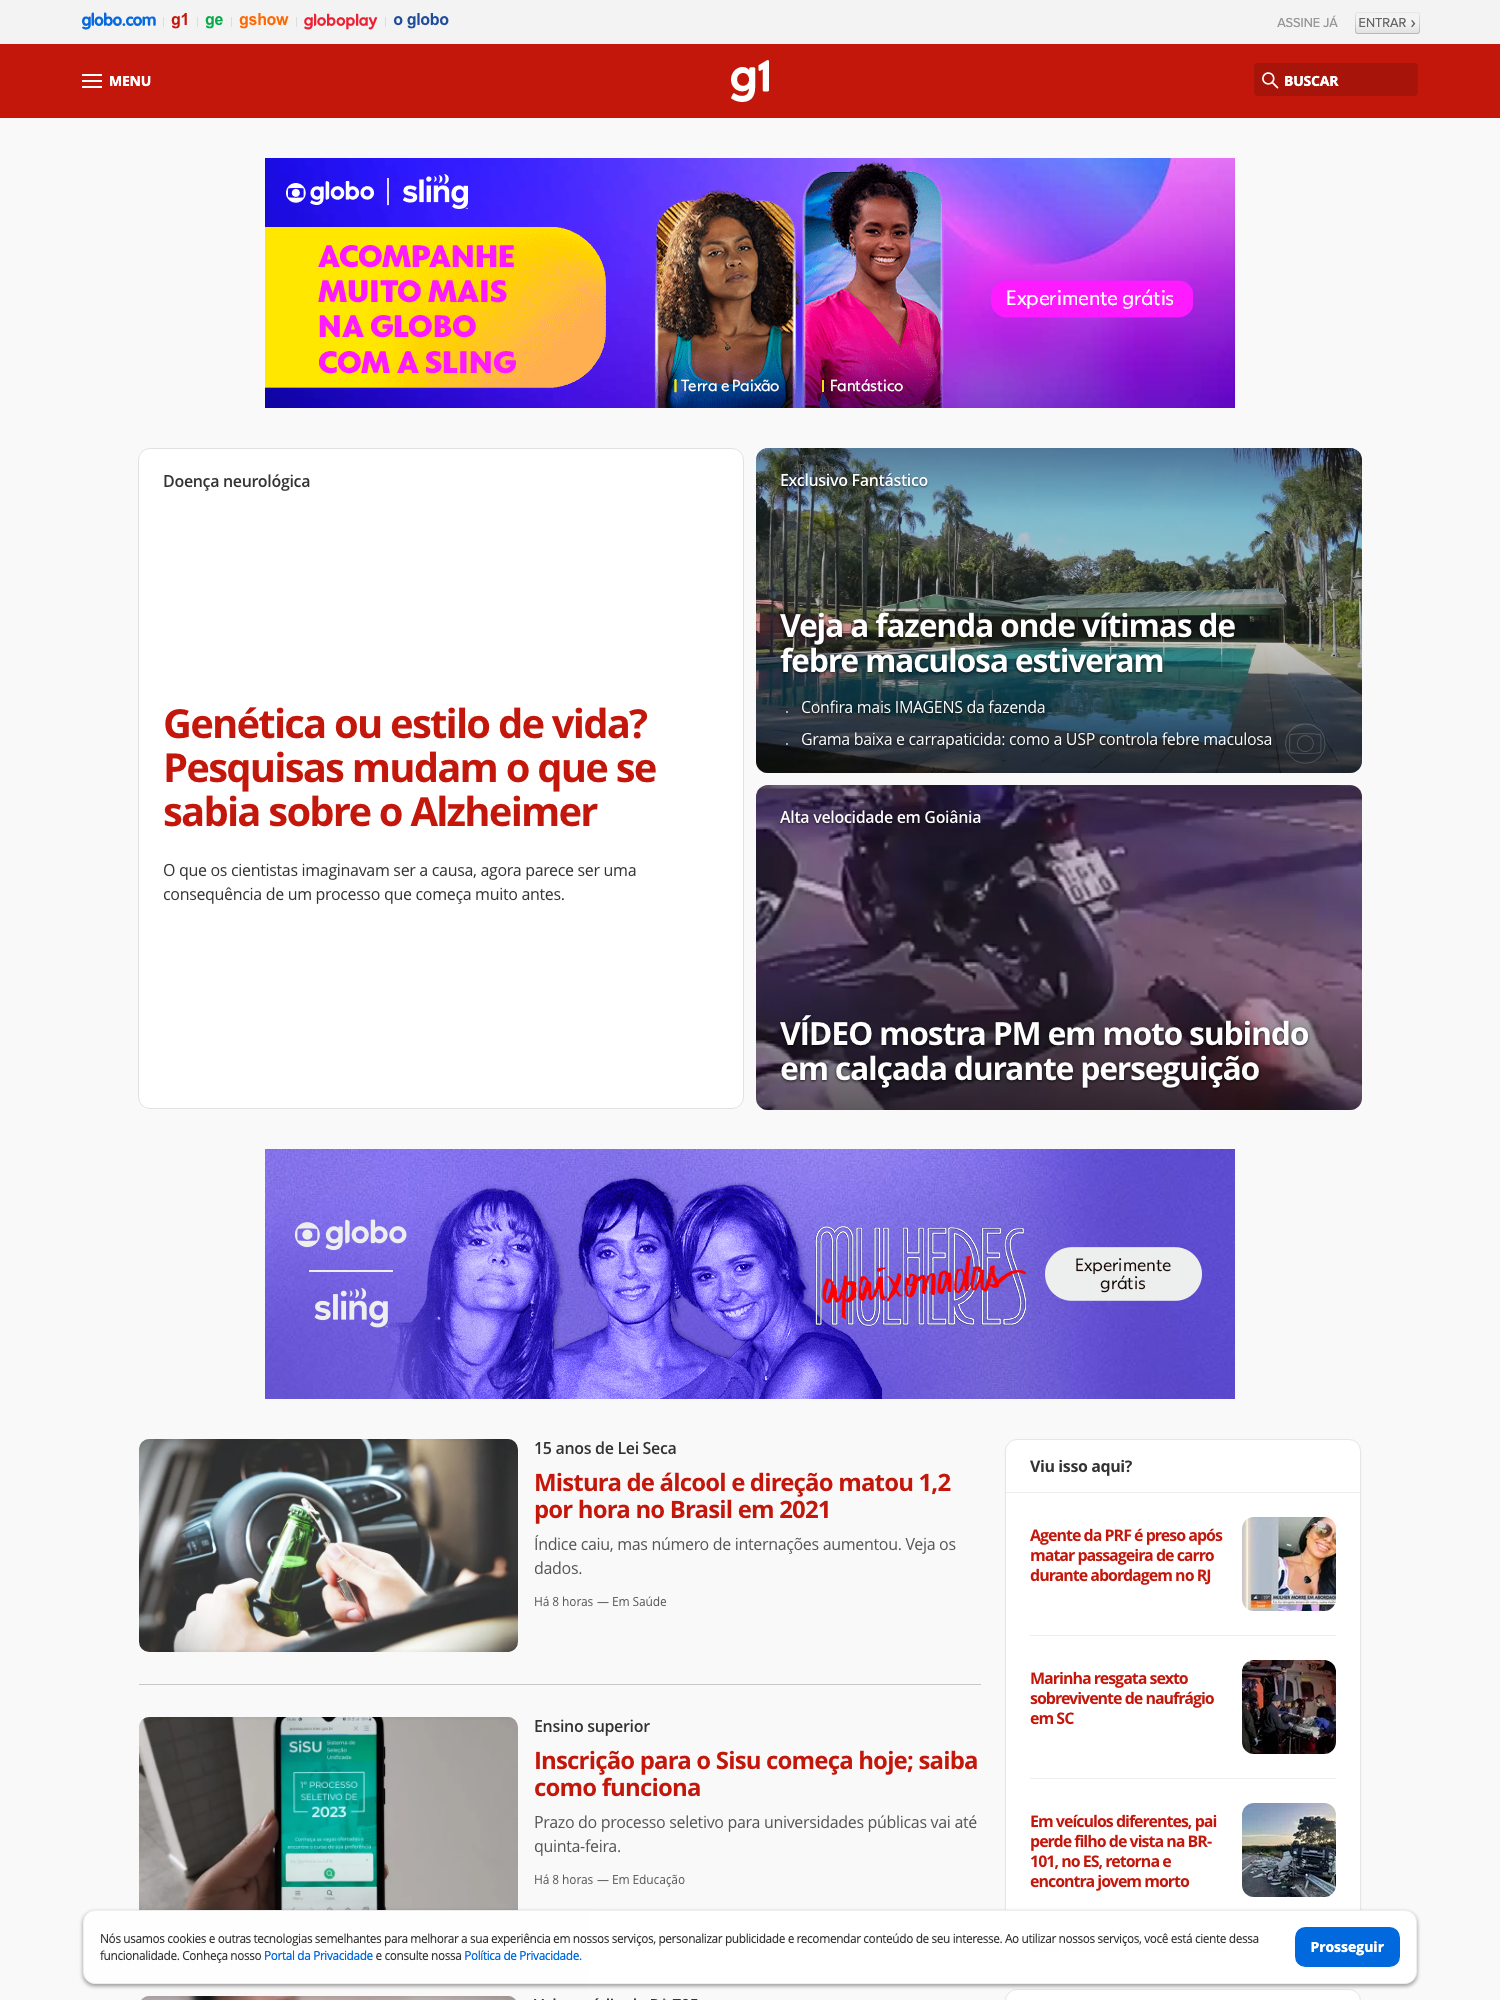 globo.com g1 ge gshow globoplay o globo
ASSINE JÁ ENTRAR ›
MENU
g1
BUSCAR
globo | sling
ACOMPANHE
MUITO MAIS
NA GLOBO
COM A SLING
Terra e Paixão
Fantástico
Experimente grátis
Doença neurológica
Genética ou estilo de vida?
Pesquisas mudam o que se
sabia sobre o Alzheimer
O que os cientistas imaginavam ser a causa, agora parece ser uma
consequência de um processo que começa muito antes.
Exclusivo Fantástico
Veja a fazenda onde vítimas de
febre maculosa estiveram
Confira mais IMAGENS da fazenda
Grama baixa e carrapaticida: como a USP controla febre maculosa
Alta velocidade em Goiânia
VÍDEO mostra PM em moto subindo
em calçada durante perseguição
globo
sling
MULHERES
apaixonadas
Experimente
grátis
15 anos de Lei Seca
Mistura de álcool e direção matou 1,2
por hora no Brasil em 2021
Índice caiu, mas número de internações aumentou. Veja os
dados.
Há 8 horas — Em Saúde
SiSU Sistema de
Seleção
Unificada
1º PROCESSO
SELETIVO DE
2023
Ensino superior
Inscrição para o Sisu começa hoje; saiba
como funciona
Prazo do processo seletivo para universidades públicas vai até
quinta-feira.
Há 8 horas — Em Educação
Viu isso aqui?
Agente da PRF é preso após
matar passageira de carro
durante abordagem no RJ
Marinha resgata sexto
sobrevivente de naufrágio
em SC
Em veículos diferentes, pai
perde filho de vista na BR-
101, no ES, retorna e
encontra jovem morto
Nós usamos cookies e outras tecnologias semelhantes para melhorar a sua experiência em nossos serviços, personalizar publicidade e recomendar conteúdo de seu interesse. Ao utilizar nossos serviços, você está ciente dessa
funcionalidade. Conheça nosso Portal da Privacidade e consulte nossa Política de Privacidade.
Prosseguir